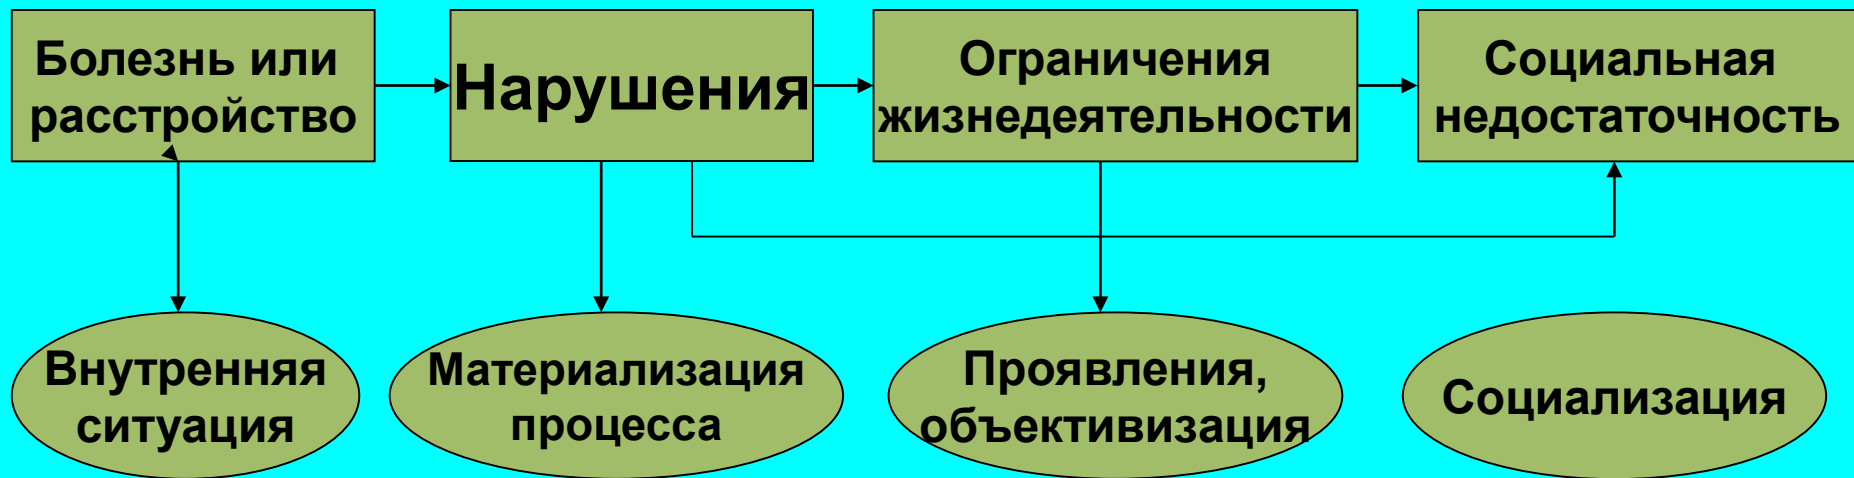 Болезнь или
расстройство
Нарушения
Ограничения
жизнедеятельности
Социальная
недостаточность
Внутренняя
ситуация
Материализация
процесса
Проявления,
объективизация
Социализация